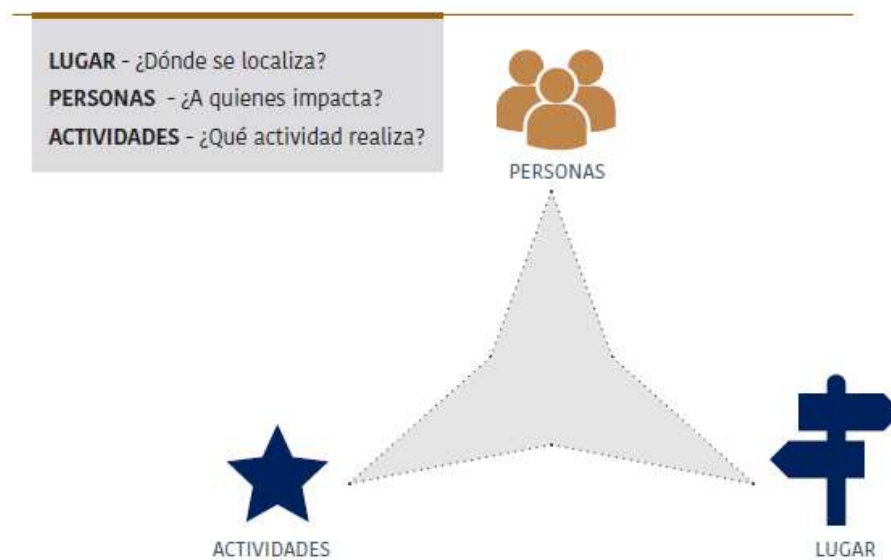 LUGAR - ¿Dónde se localiza?
PERSONAS - ¿A quienes impacta?
ACTIVIDADES - ¿Qué actividad realiza?
PERSONAS
ACTIVIDADES
LUGAR